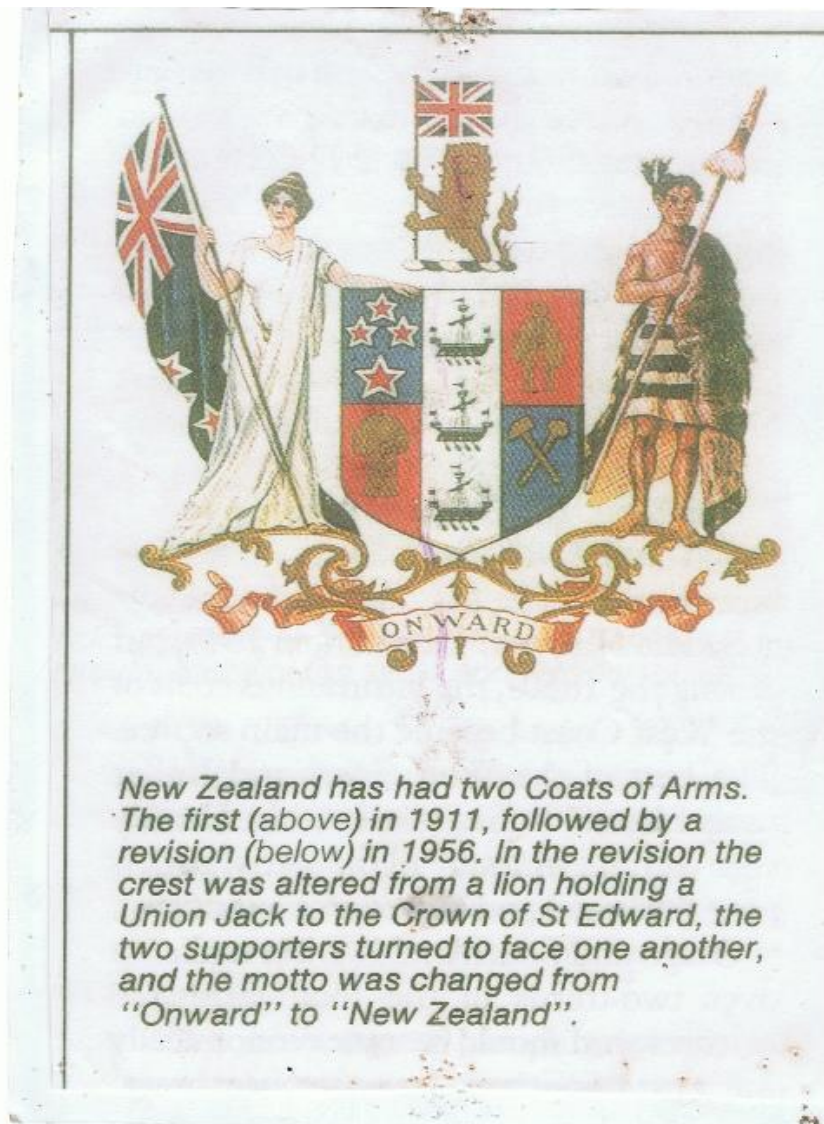 ONWARD
New Zealand has had two Coats of Arms.
The first (above) in 1911, followed by a
revision (below) in 1956. In the revision the
crest was altered from a lion holding a
Union Jack to the Crown of St Edward, the
two supporters turned to face one another,
and the motto was changed from
‘‘Onward’’ to ‘‘New Zealand’’.